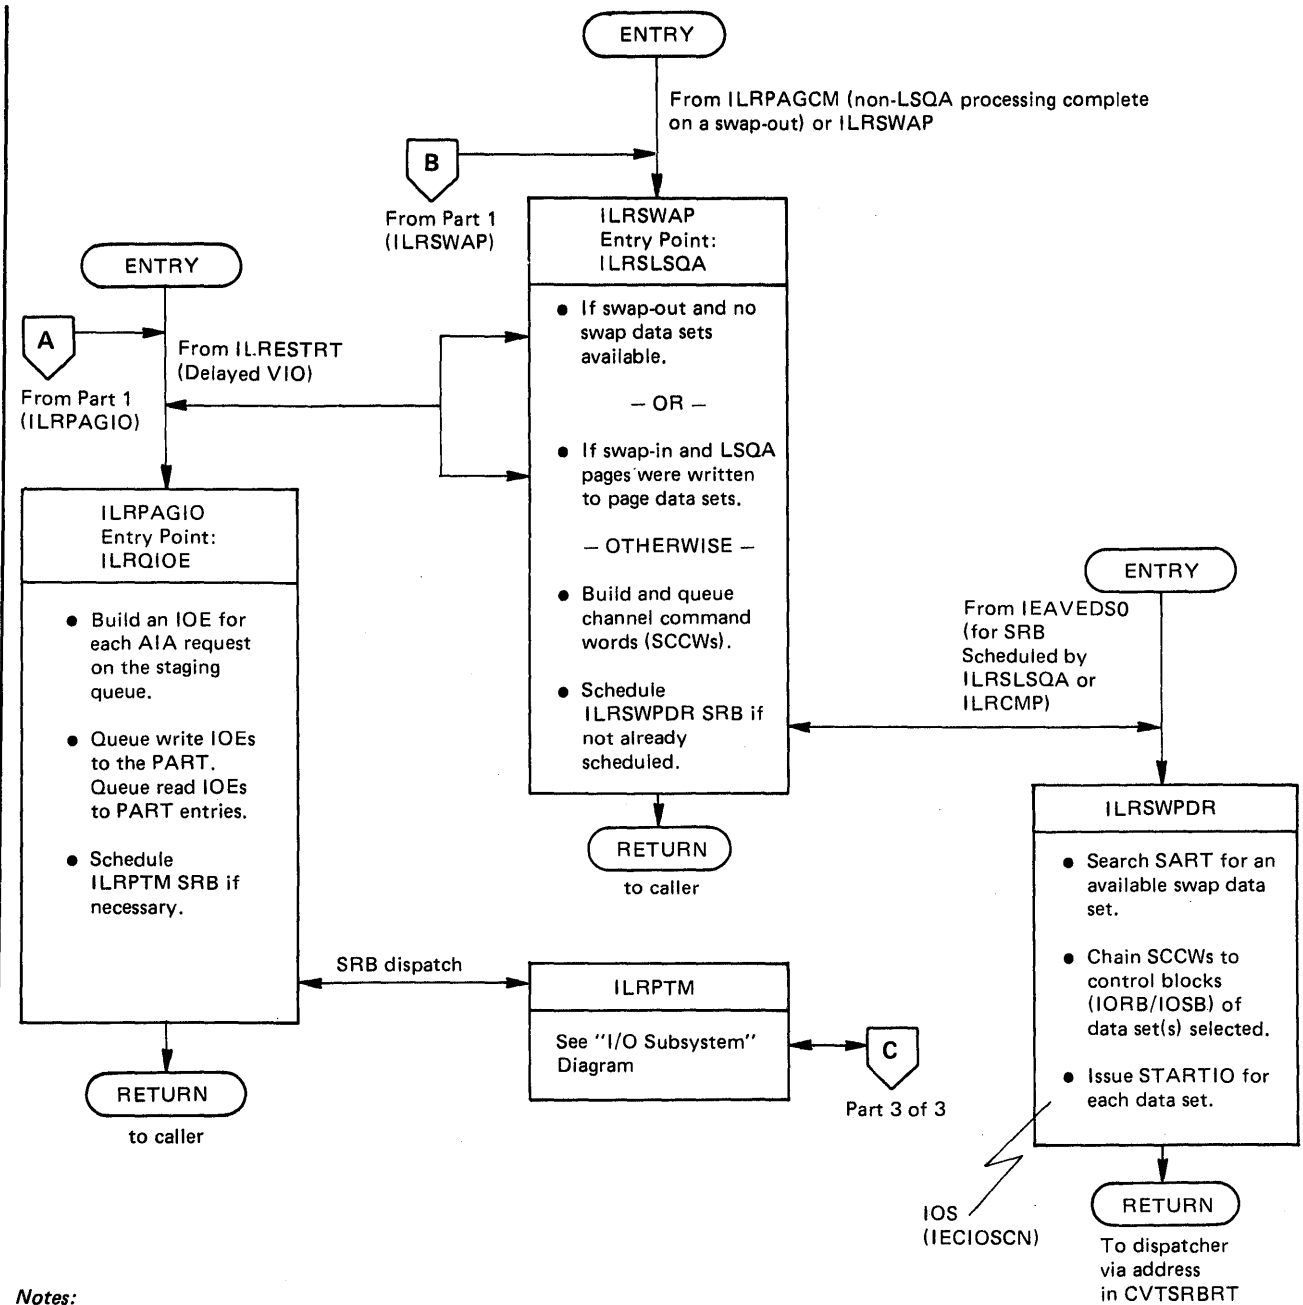 ENTRY
From ILRPAGCM (non-LSQA processing complete
on a swap-out) or ILRSWAP
B
From Part 1
(ILRSWAP)
ILRSWAP
Entry Point:
ILRSLSQA
● If swap-out and no
swap data sets
available.
— OR —
● If swap-in and LSQA
pages were written
to page data sets.
— OTHERWISE —
● Build and queue
channel command
words (SCCWs).
● Schedule
ILRSWPDR SRB if
not already
scheduled.
RETURN
to caller
ENTRY
A
From Part 1
(ILRPAGIO)
From ILRESTRT
(Delayed VIO)
ILRPAGIO
Entry Point:
ILRQIOE
● Build an IOE for
each AIA request
on the staging
queue.
● Queue write IOEs
to the PART.
Queue read IOEs
to PART entries.
● Schedule
ILRPTM SRB if
necessary.
RETURN
to caller
SRB dispatch
ILRPTM
See "I/O Subsystem"
Diagram
C
Part 3 of 3
ENTRY
From IEAVEDS0
(for SRB
Scheduled by
ILRSLSQA or
ILRCMP)
ILRSWPDR
● Search SART for an
available swap data
set.
● Chain SCCWs to
control blocks
(IORB/IOSB) of
data set(s) selected.
● Issue STARTIO for
each data set.
IOS
(IECIOSCN)
RETURN
To dispatcher
via address
in CVTSRBRT
Notes: